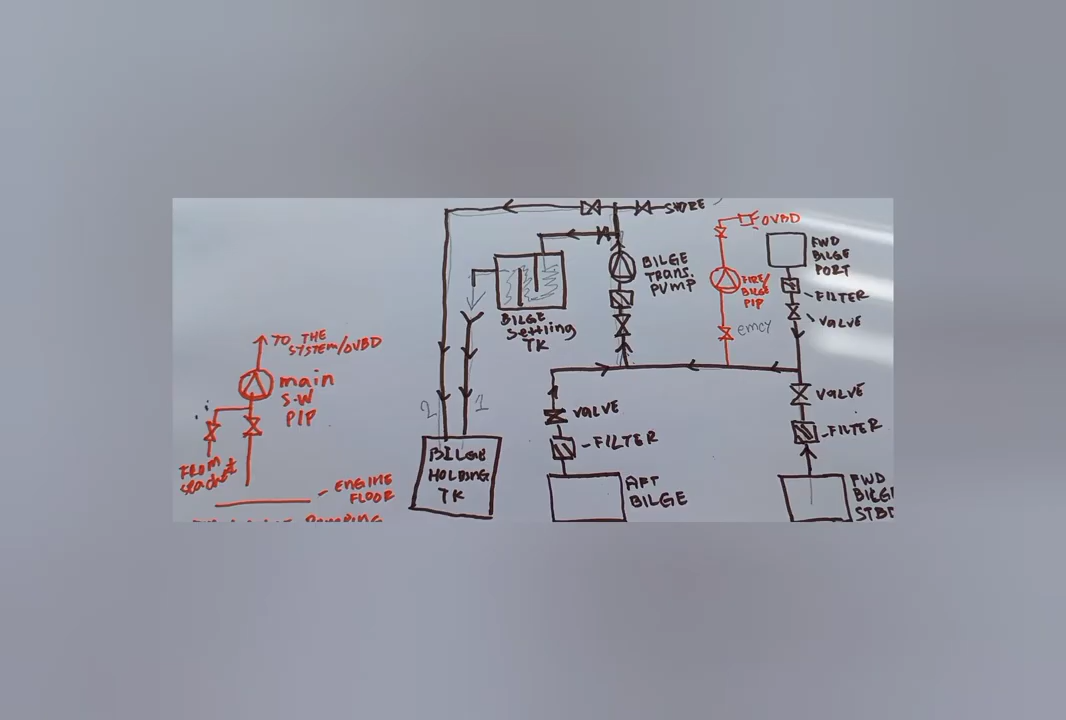 SHORE
OVBD
FWD
BILGE
PORT
BILGE
TRANS.
PUMP
FIRE/
BILGE
P/P
-FILTER
VALVE
emcy
BILGE
Settling
TK
TO THE
SYSTEM/OVBD
main
S.W
P/P
2
1
VALVE
VALVE
-FILTER
-FILTER
BILGE
HOLDING
TK
FROM
AFT
BILGE
FWD
BILGE
STBD
- ENGINE
FLOOR